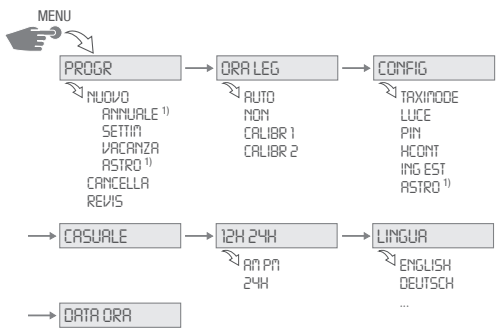 MENU
PROGR
NUOVO
ANNUALE 1)
SETTIM
VACANZA
ASTRO 1)
CANCELLA
REVIS
ORA LEG
AUTO
NON
CALIBR 1
CALIBR 2
CONFIG
TAXIMODE
LUCE
PIN
HCONT
ING EST
ASTRO 1)
CASUALE
12H 24H
AM PM
24H
LINGUA
ENGLISH
DEUTSCH
...
DATA ORA